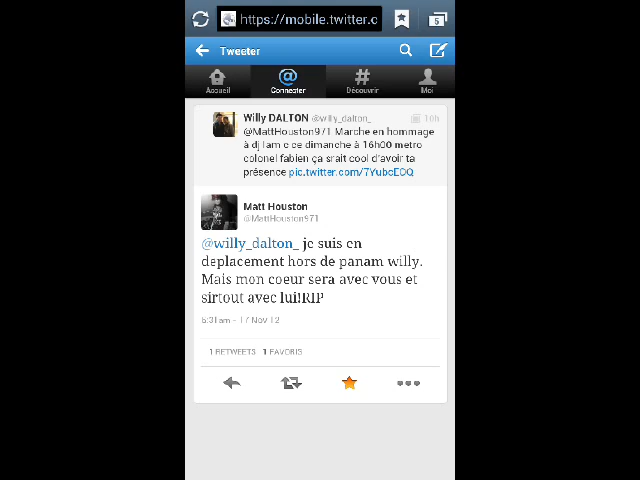 https://mobile.twitter.c
5
Tweeter
Accueil
Connecter
Découvrir
Moi
Willy DALTON @willy_dalton_ 10h
@MattHouston971 Marche en hommage
à dj lam c ce dimanche à 16h00 metro
colonel fabien ça srait cool d'avoir ta
présence pic.twitter.com/7YubcEOQ
Matt Houston
@MattHouston971
@willy_dalton_ je suis en
deplacement hors de panam willy.
Mais mon coeur sera avec vous et
sirtout avec lui!RIP
5:31am - 17 Nov 12
1 RETWEETS 1 FAVORIS